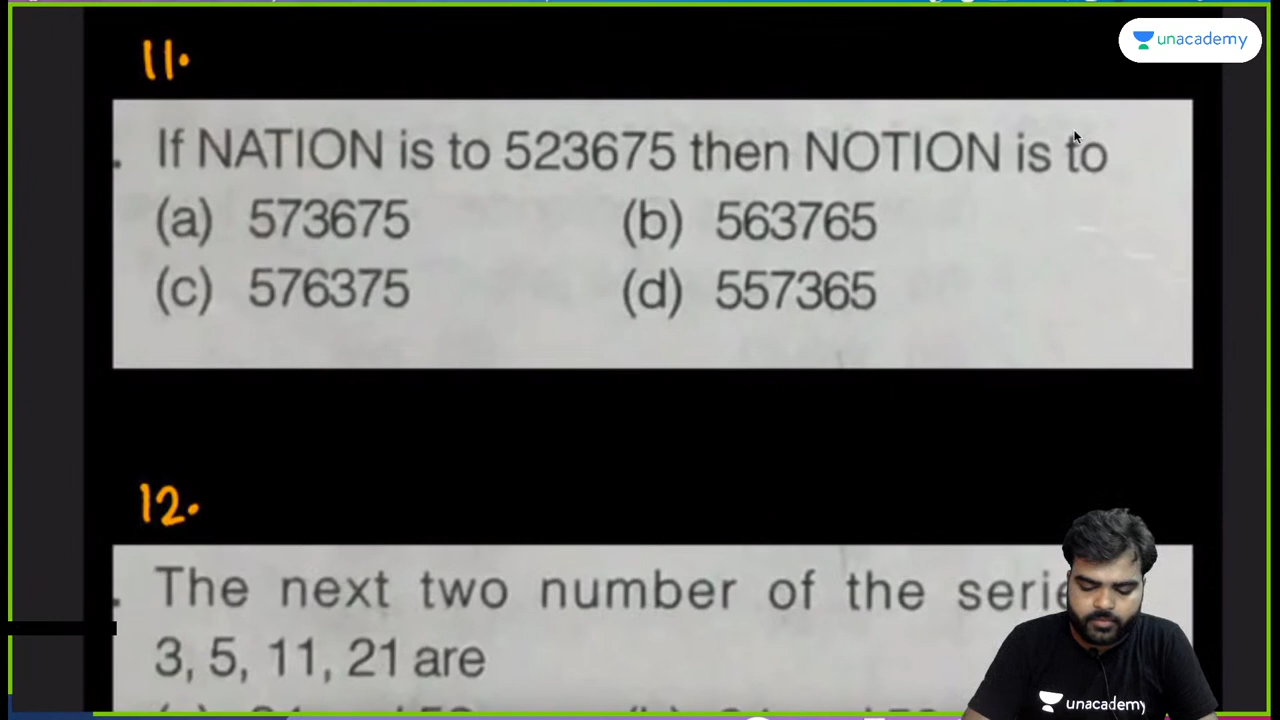 unacademy
11.
. If NATION is to 523675 then NOTION is to
(a) 573675 (b) 563765
(c) 576375 (d) 557365
12.
. The next two number of the
3, 5, 11, 21 are
unacademy